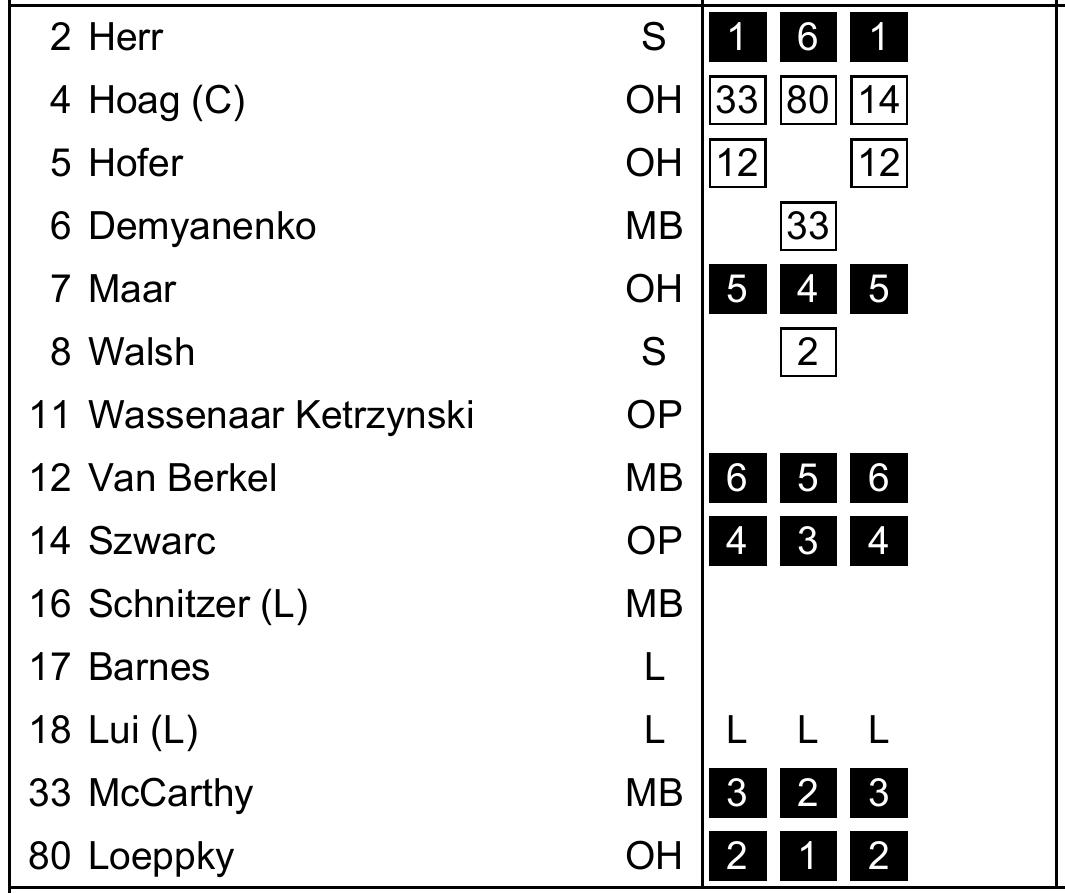 2 Herr S 1 6 1
4 Hoag (C) OH 33 80 14
5 Hofer OH 12 12
6 Demyanenko MB 33
7 Maar OH 5 4 5
8 Walsh S 2
11 Wassenaar Ketrzynski OP
12 Van Berkel MB 6 5 6
14 Szwarc OP 4 3 4
16 Schnitzer (L) MB
17 Barnes L
18 Lui (L) L L L L
33 McCarthy MB 3 2 3
80 Loeppky OH 2 1 2